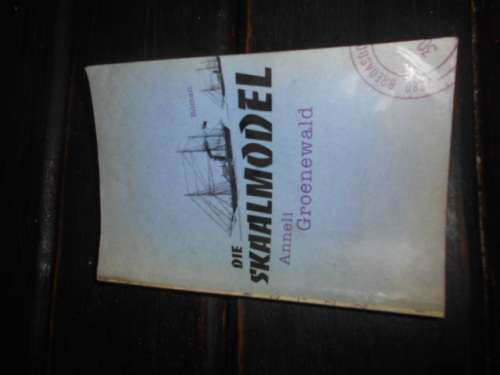 Roman
DIE
SKAALMODEL
Anneli
Groenewald